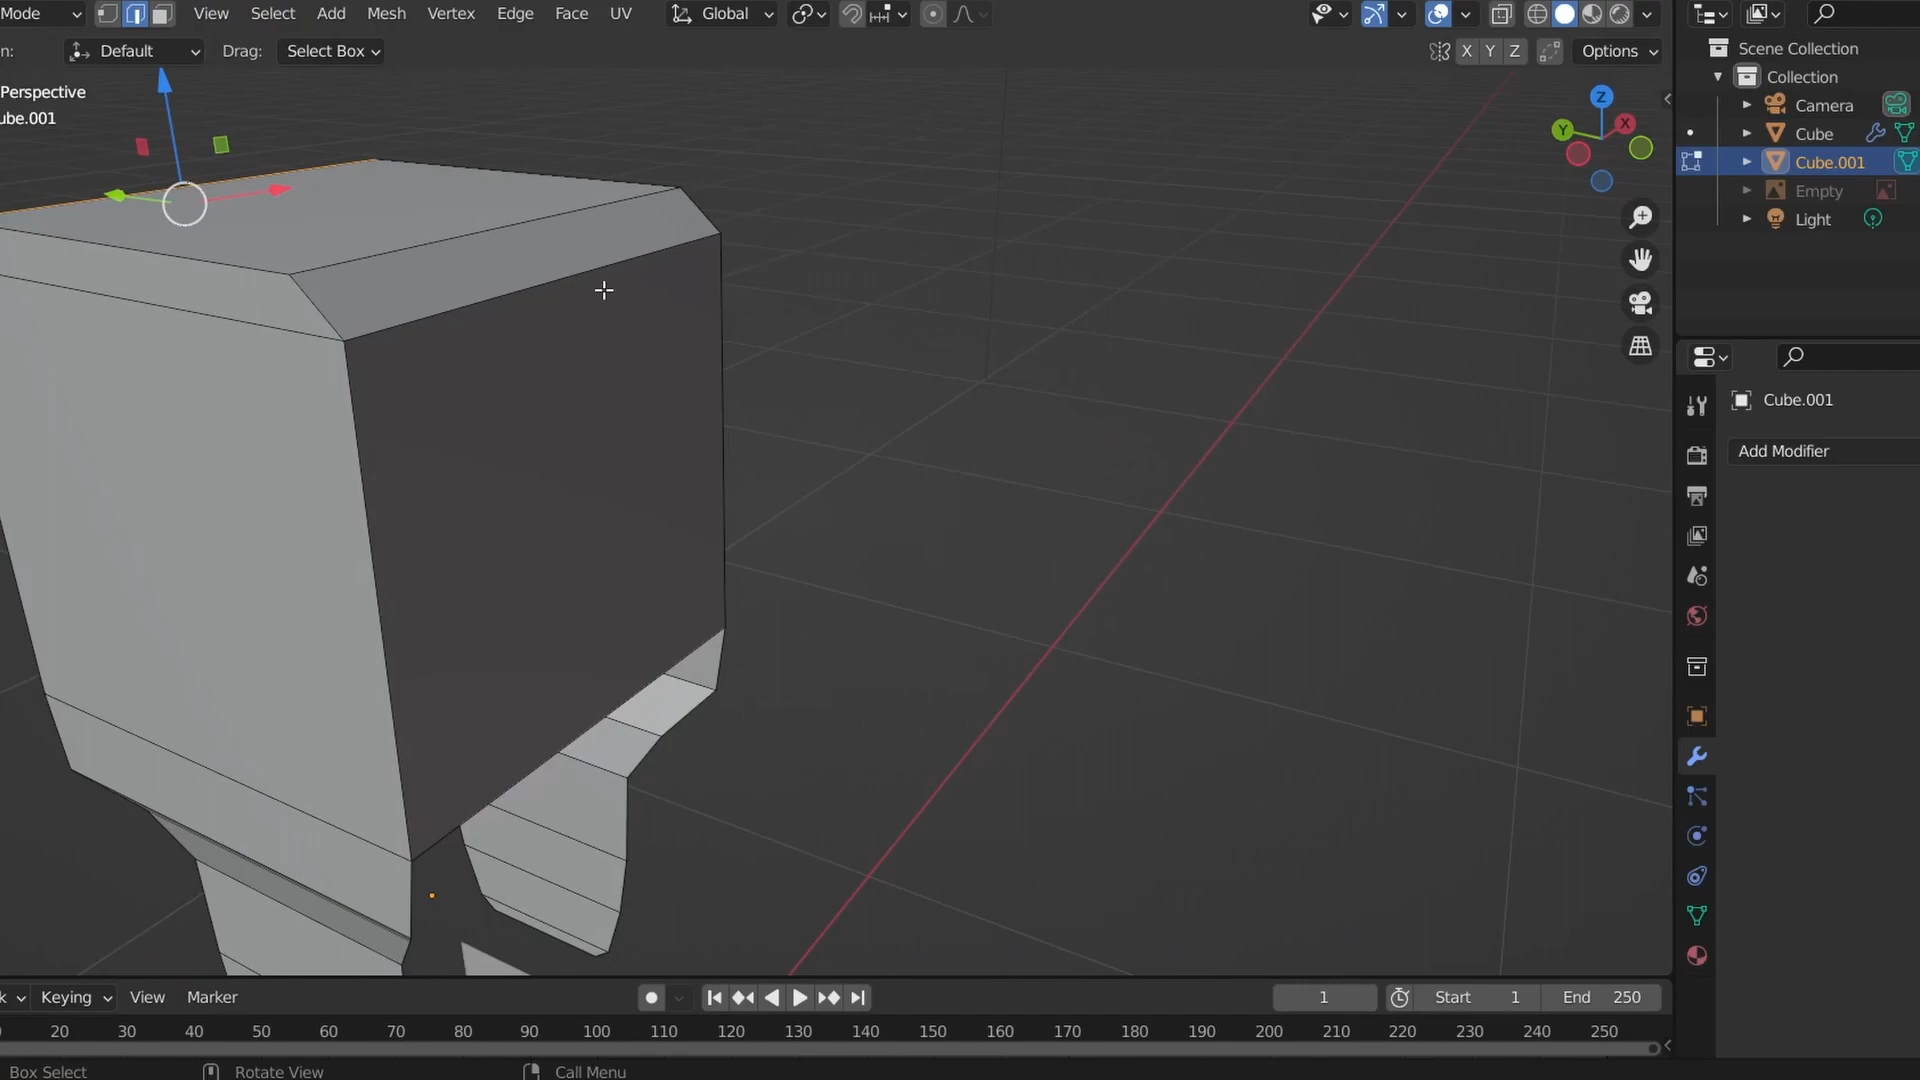 Mode View Select Add Mesh Vertex Edge Face UV Global
n: Default Drag: Select Box X Y Z Options
Perspective
ube.001
Z
Y X
Scene Collection
Collection
Camera
Cube
Cube.001
Empty
Light
Cube.001
Add Modifier
k Keying View Marker 1 Start 1 End 250
20 30 40 50 60 70 80 90 100 110 120 130 140 150 160 170 180 190 200 210 220 230 240 250
Box Select Rotate View Call Menu